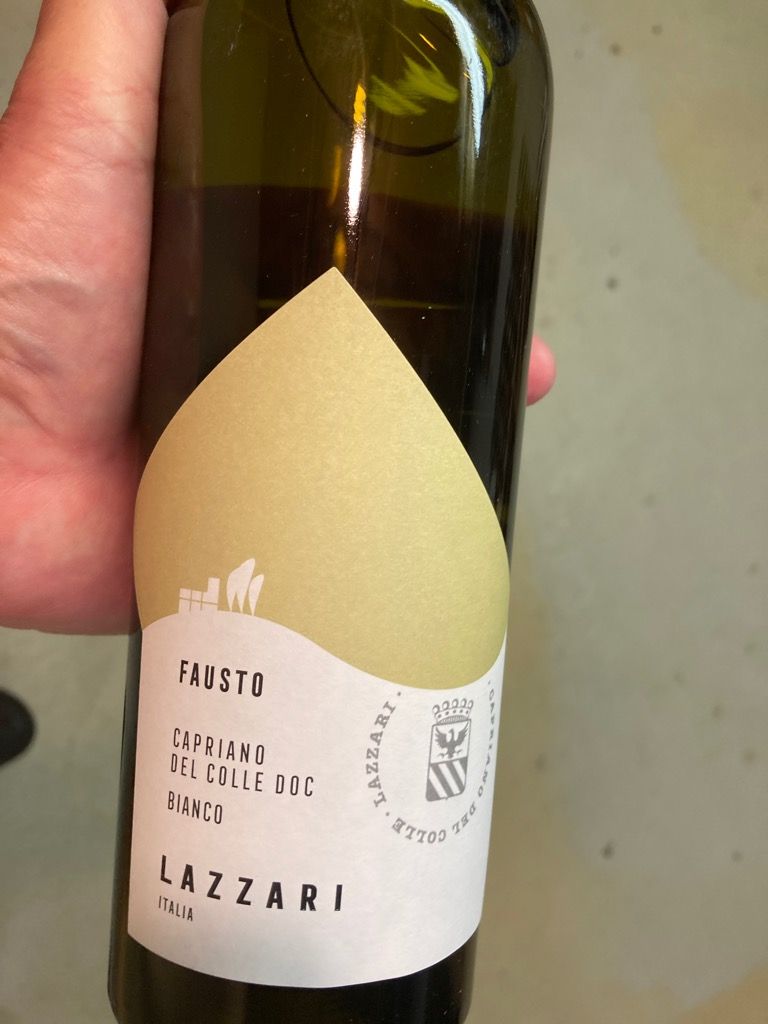 FAUSTO
CAPRIANO
DEL COLLE DOC
BIANCO
LAZZARI
ITALIA
· LAZZARI · CAPRIANO DEL COLLE ·